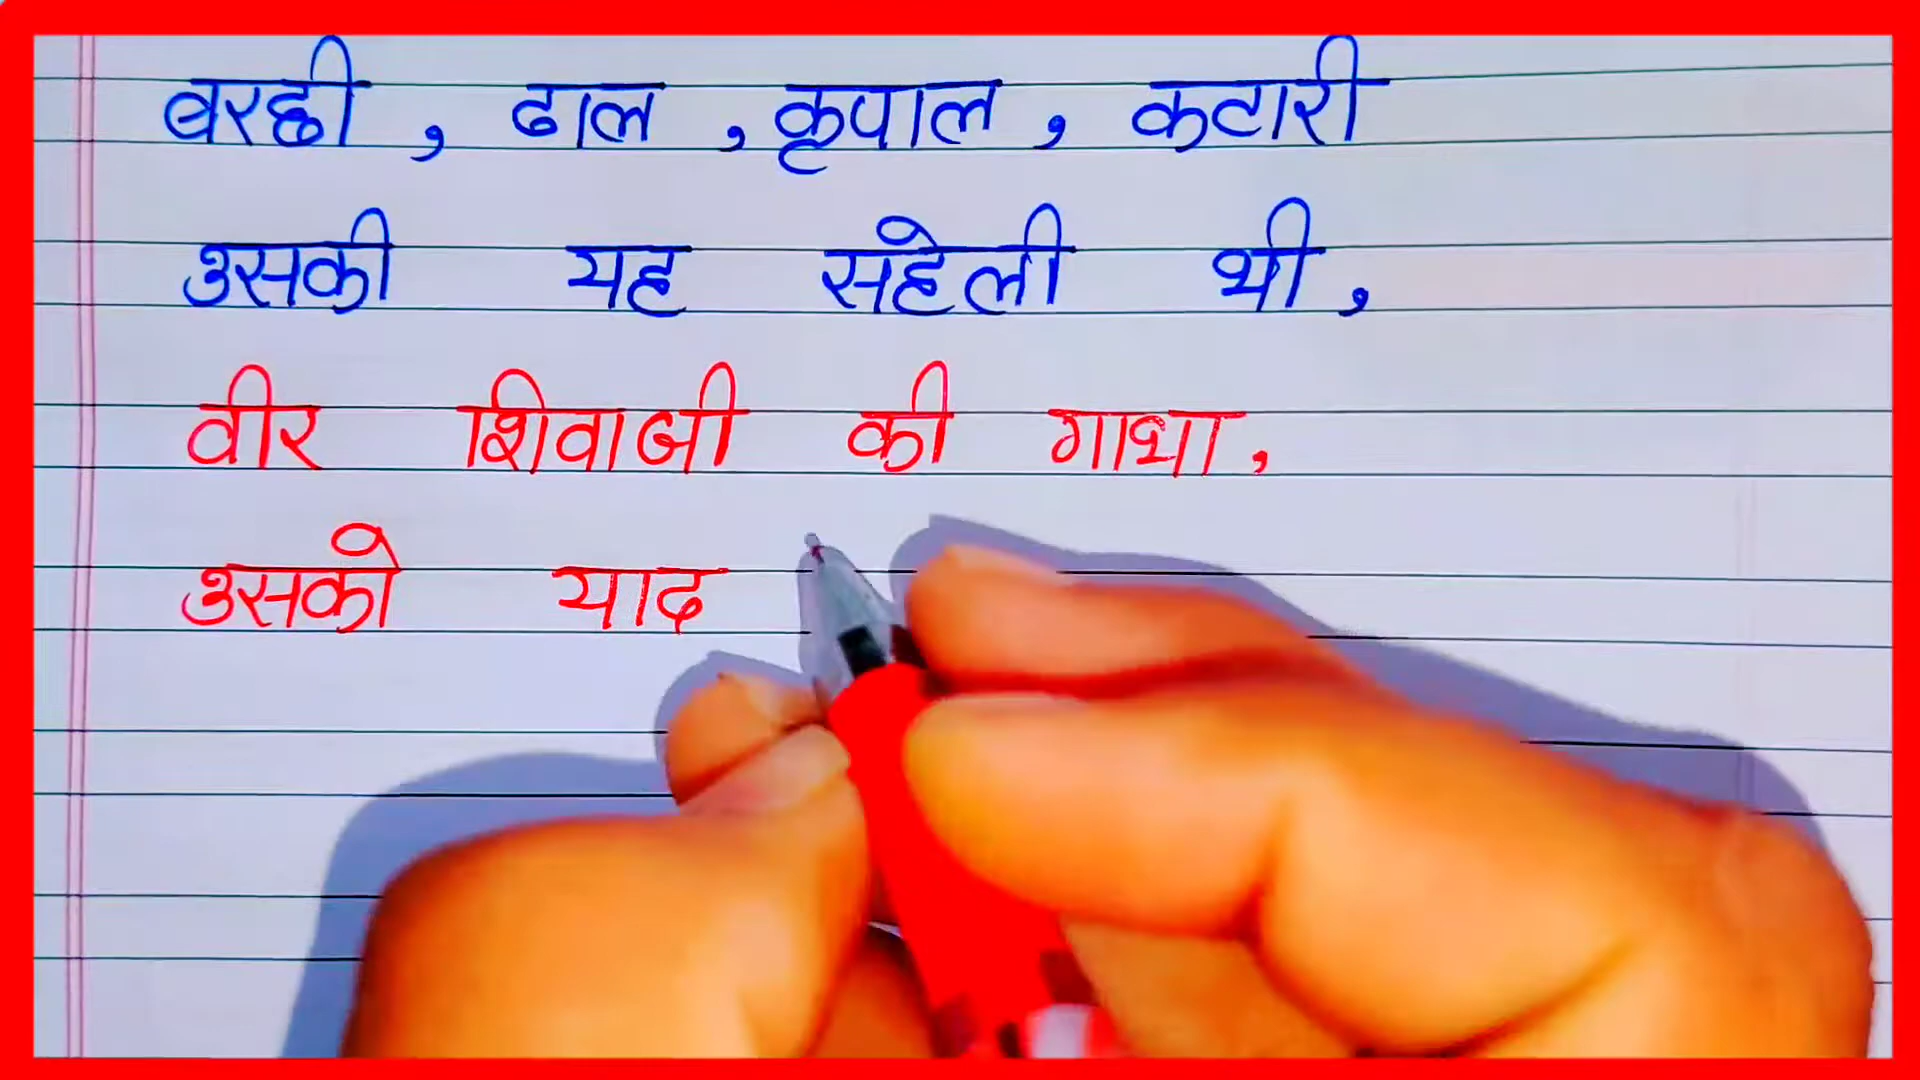 बरछी , ढाल , कृपाल , कटारी
उसकी यह सहेली थी ,
वीर शिवाजी की गाथा ,
उसको याद